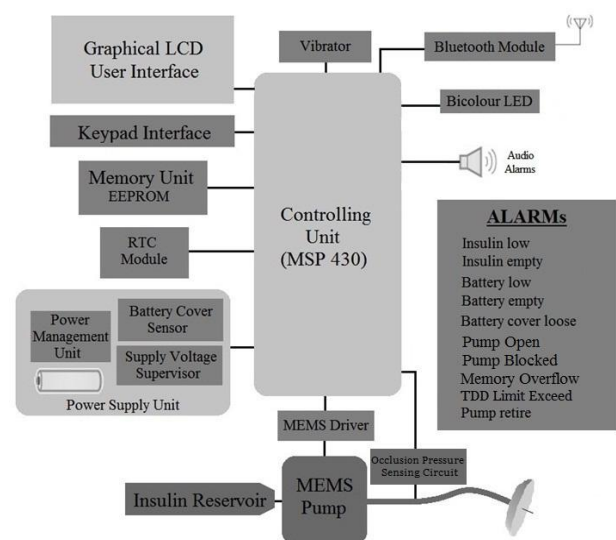 Graphical LCD
User Interface
Vibrator
Bluetooth Module
Bicolour LED
Keypad Interface
Audio
Alarms
Memory Unit
EEPROM
Controlling
Unit
(MSP 430)
RTC
Module
ALARMs
Insulin low
Insulin empty
Battery low
Battery empty
Battery cover loose
Pump Open
Pump Blocked
Memory Overflow
TDD Limit Exceed
Pump retire
Power
Management
Unit
Battery Cover
Sensor
Supply Voltage
Supervisor
Power Supply Unit
MEMS Driver
Occlusion Pressure
Sensing Circuit
Insulin Reservoir
MEMS
Pump